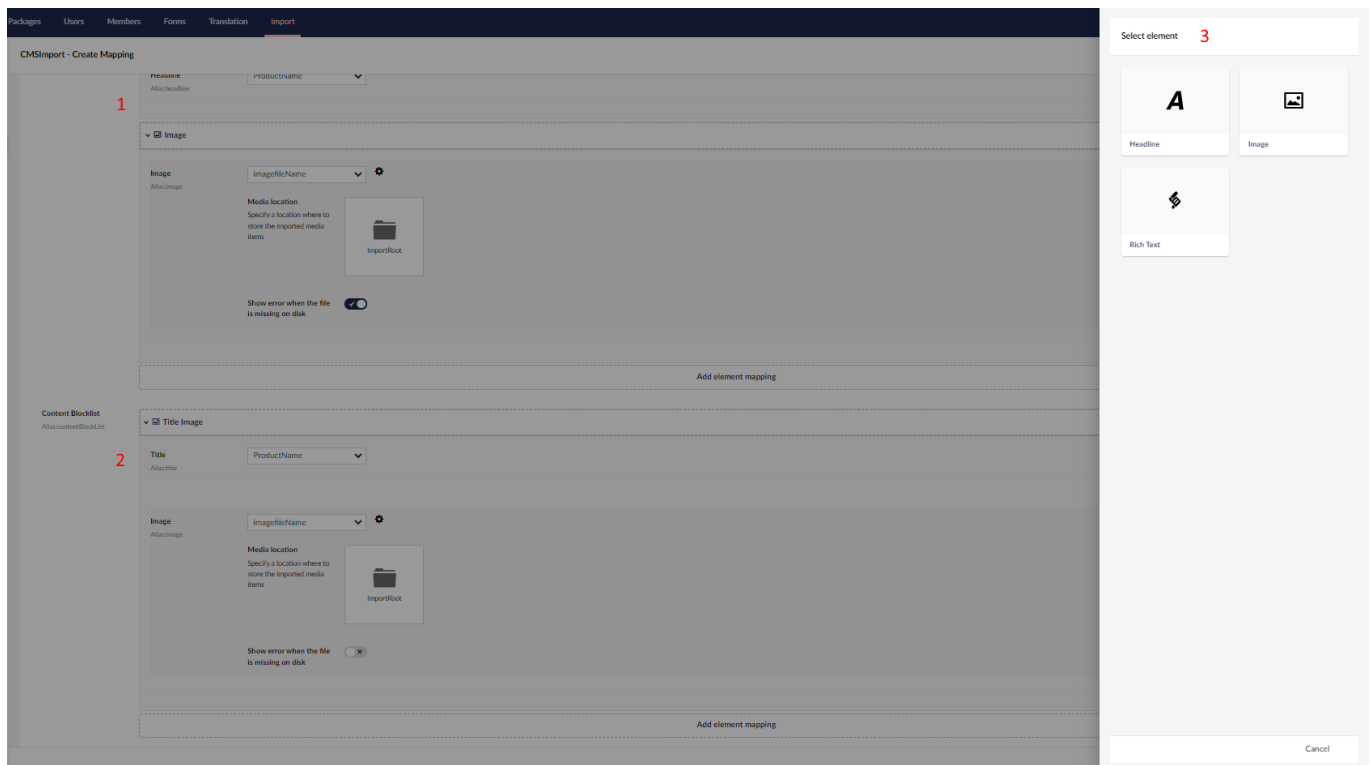 Packages Users Members Forms Translation Import
CMSImport - Create Mapping
Headline ProductName
Alias:headline
1
Image
Image imagefileName
Alias:image
Media location
Specify a location where to
store the imported media
items
ImportRoot
Show error when the file
is missing on disk
Add element mapping
Content Blocklist
Alias:contentBlockList
Title Image
2
Title ProductName
Alias:title
Image imagefileName
Alias:image
Media location
Specify a location where to
store the imported media
items
ImportRoot
Show error when the file
is missing on disk
Add element mapping
Select element 3
Headline Image
Rich Text
Cancel